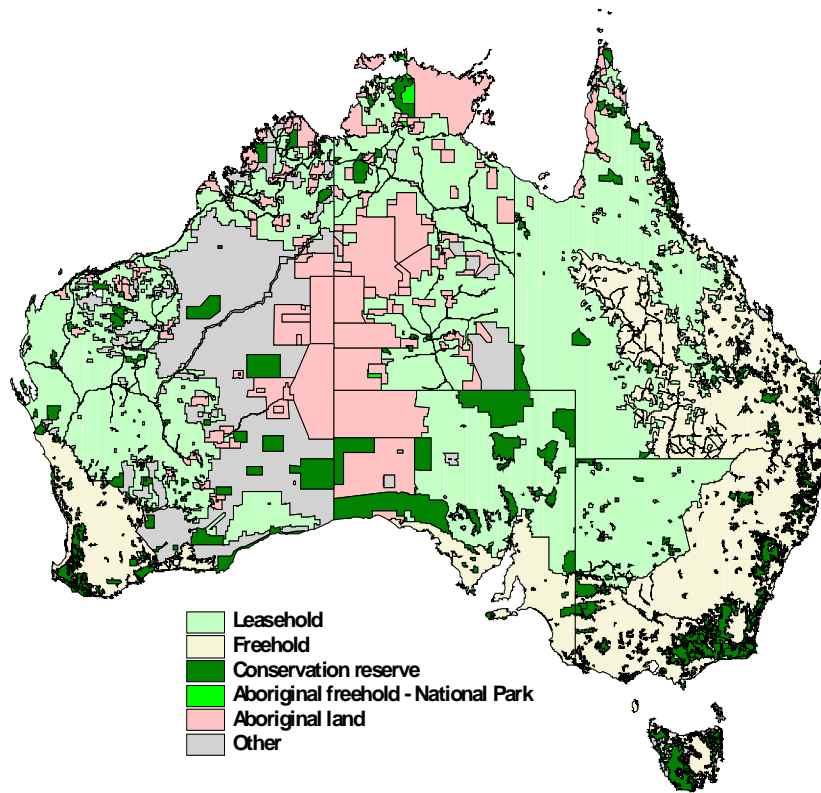 Leasehold
Freehold
Conservation reserve
Aboriginal freehold - National Park
Aboriginal land
Other